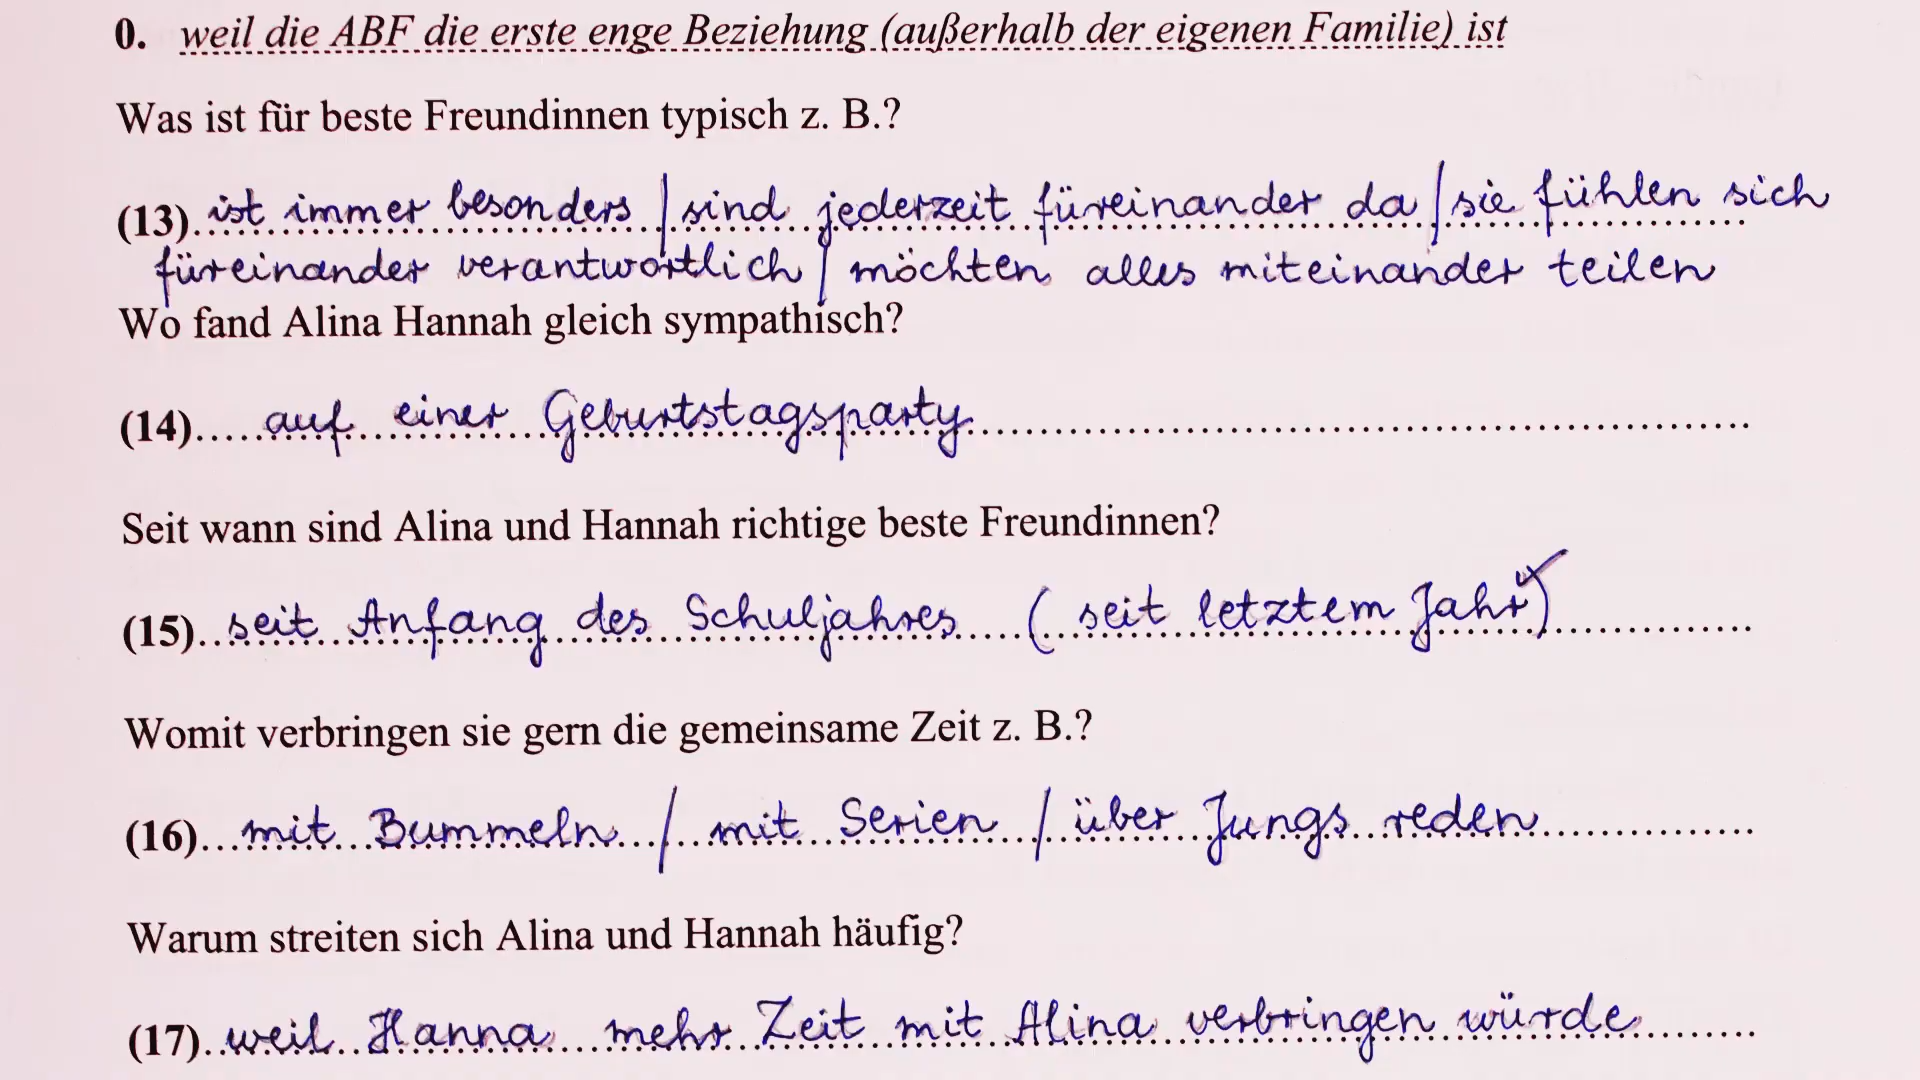 0. weil die ABF die erste enge Beziehung (außerhalb der eigenen Familie) ist
Was ist für beste Freundinnen typisch z. B.?
(13) ist immer besonders / sind jederzeit füreinander da / sie fühlen sich
füreinander verantwortlich / möchten alles miteinander teilen
Wo fand Alina Hannah gleich sympathisch?
(14) auf einer Geburtstagsparty
Seit wann sind Alina und Hannah richtige beste Freundinnen?
(15) seit Anfang des Schuljahres (seit letztem Jahr)
Womit verbringen sie gern die gemeinsame Zeit z. B.?
(16) mit Bummeln / mit Serien / über Jungs reden
Warum streiten sich Alina und Hannah häufig?
(17) weil Hanna mehr Zeit mit Alina verbringen würde